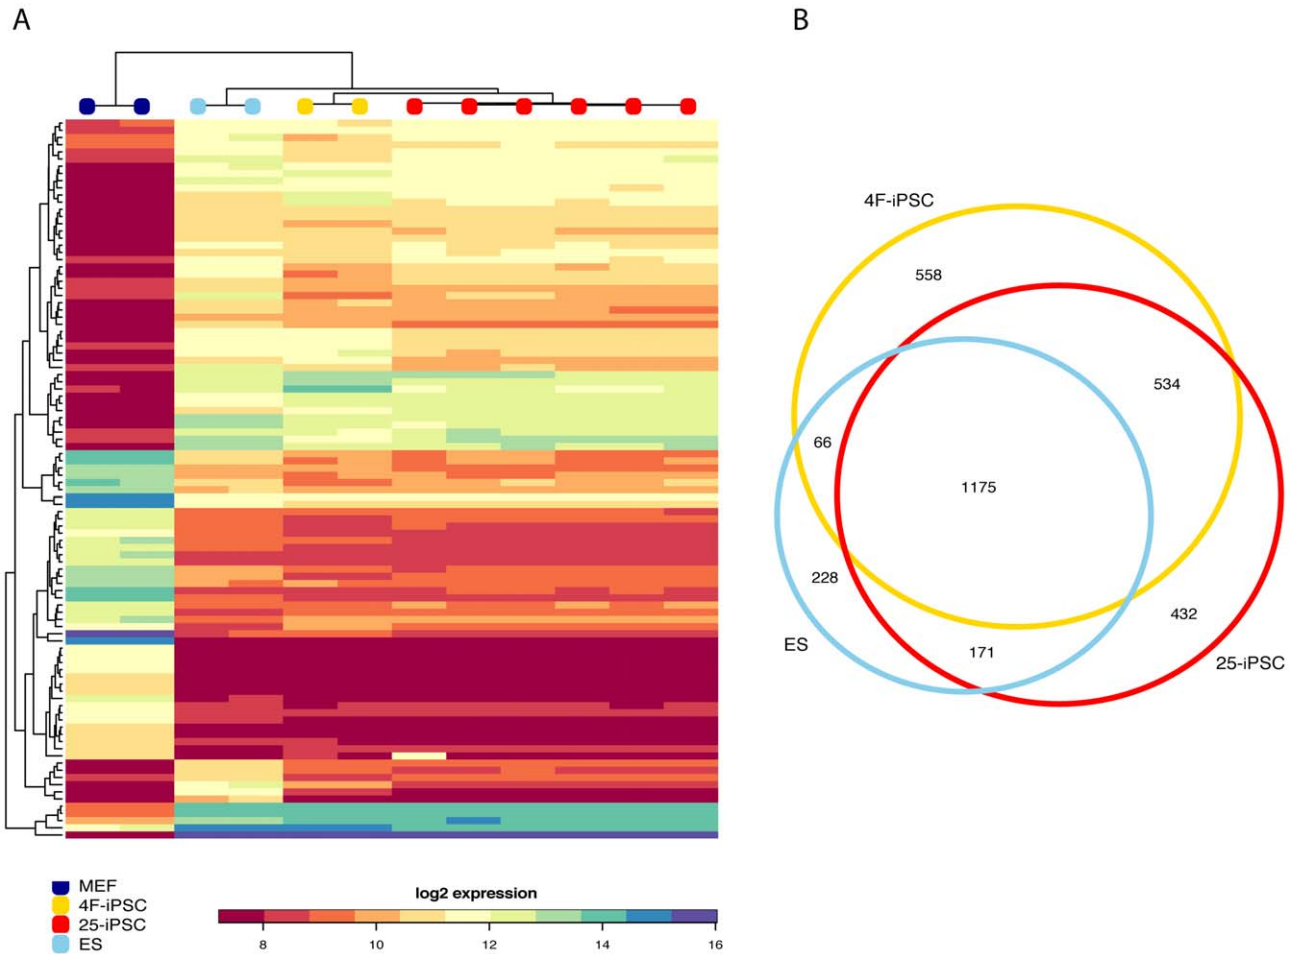 A
B
4F-iPSC
558
534
66
1175
228
432
ES
171
25-iPSC
MEF
4F-iPSC
25-iPSC
ES
log2 expression
8 10 12 14 16